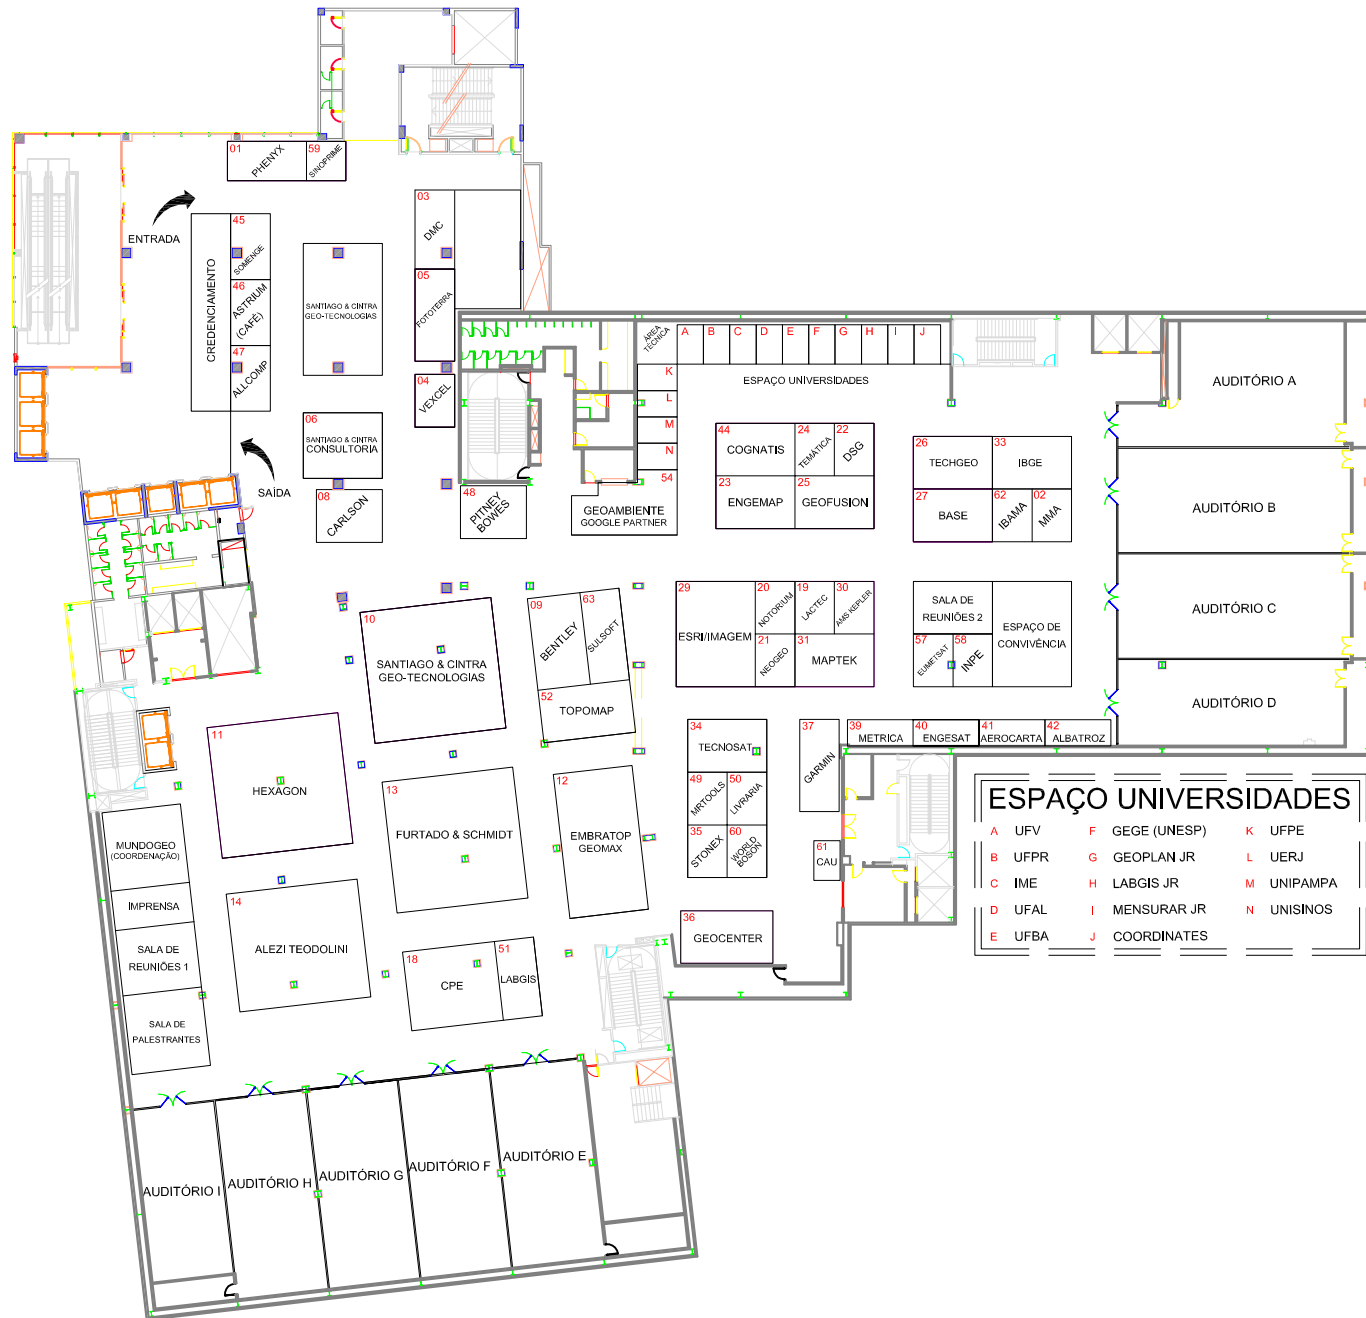 01
PHENYX
59
SINOPRIME
ENTRADA
CREDENCIAMENTO
45
SOMENGE
46
ASTRIUM
(CAFÉ)
47
ALLCOMP
SANTIAGO & CINTRA
GEO-TECNOLOGIAS
03
DMC
05
FOTOTERRA
04
VEXCEL
06
SANTIAGO & CINTRA
CONSULTORIA
SAÍDA
08
CARLSON
48
PITNEY
BOWES
GEOAMBIENTE
GOOGLE PARTNER
54
ÁREA
TÉCNICA
A
B
C
D
E
F
G
H
I
J
K
L
M
N
ESPAÇO UNIVERSIDADES
44
COGNATIS
24
TEMÁTICA
22
DSG
23
ENGEMAP
25
GEOFUSION
26
TECHGEO
33
IBGE
27
BASE
62
IBAMA
02
MMA
AUDITÓRIO A
AUDITÓRIO B
AUDITÓRIO C
AUDITÓRIO D
10
SANTIAGO & CINTRA
GEO-TECNOLOGIAS
09
BENTLEY
63
SULSOFT
52
TOPOMAP
29
ESRI/IMAGEM
20
NOTORIUM
19
LACTEC
30
AMS KEPLER
21
NEOGEO
31
MAPTEK
SALA DE
REUNIÕES 2
57
EUMETSAT
58
INPE
ESPAÇO DE
CONVIVÊNCIA
11
HEXAGON
13
FURTADO & SCHMIDT
12
EMBRATOP
GEOMAX
34
TECNOSAT
49
MRTOOLS
50
LIVRARIA
35
STONEX
60
WORLD
BOSON
37
GARMIN
39
METRICA
40
ENGESAT
41
AEROCARTA
42
ALBATROZ
61
CAU
36
GEOCENTER
MUNDOGEO
(COORDENAÇÃO)
IMPRENSA
SALA DE
REUNIÕES 1
SALA DE
PALESTRANTES
14
ALEZI TEODOLINI
18
CPE
51
LABGIS
AUDITÓRIO I
AUDITÓRIO H
AUDITÓRIO G
AUDITÓRIO F
AUDITÓRIO E
ESPAÇO UNIVERSIDADES
A UFV
B UFPR
C IME
D UFAL
E UFBA
F GEGE (UNESP)
G GEOPLAN JR
H LABGIS JR
I MENSURAR JR
J COORDINATES
K UFPE
L UERJ
M UNIPAMPA
N UNISINOS